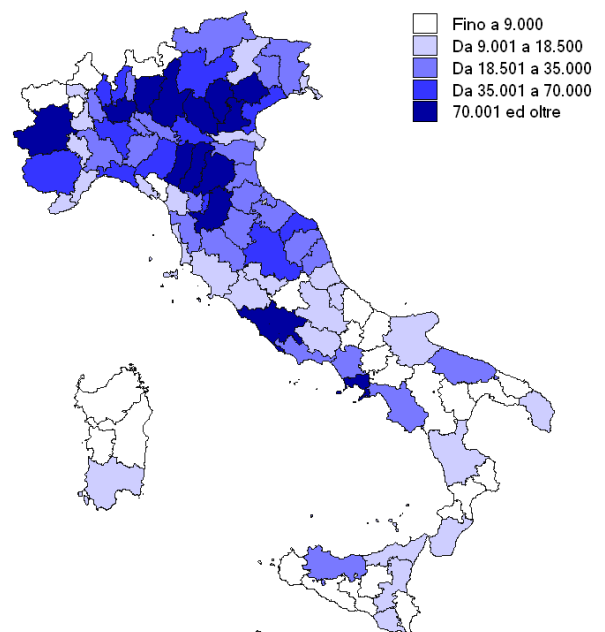 Fino a 9.000
Da 9.001 a 18.500
Da 18.501 a 35.000
Da 35.001 a 70.000
70.001 ed oltre